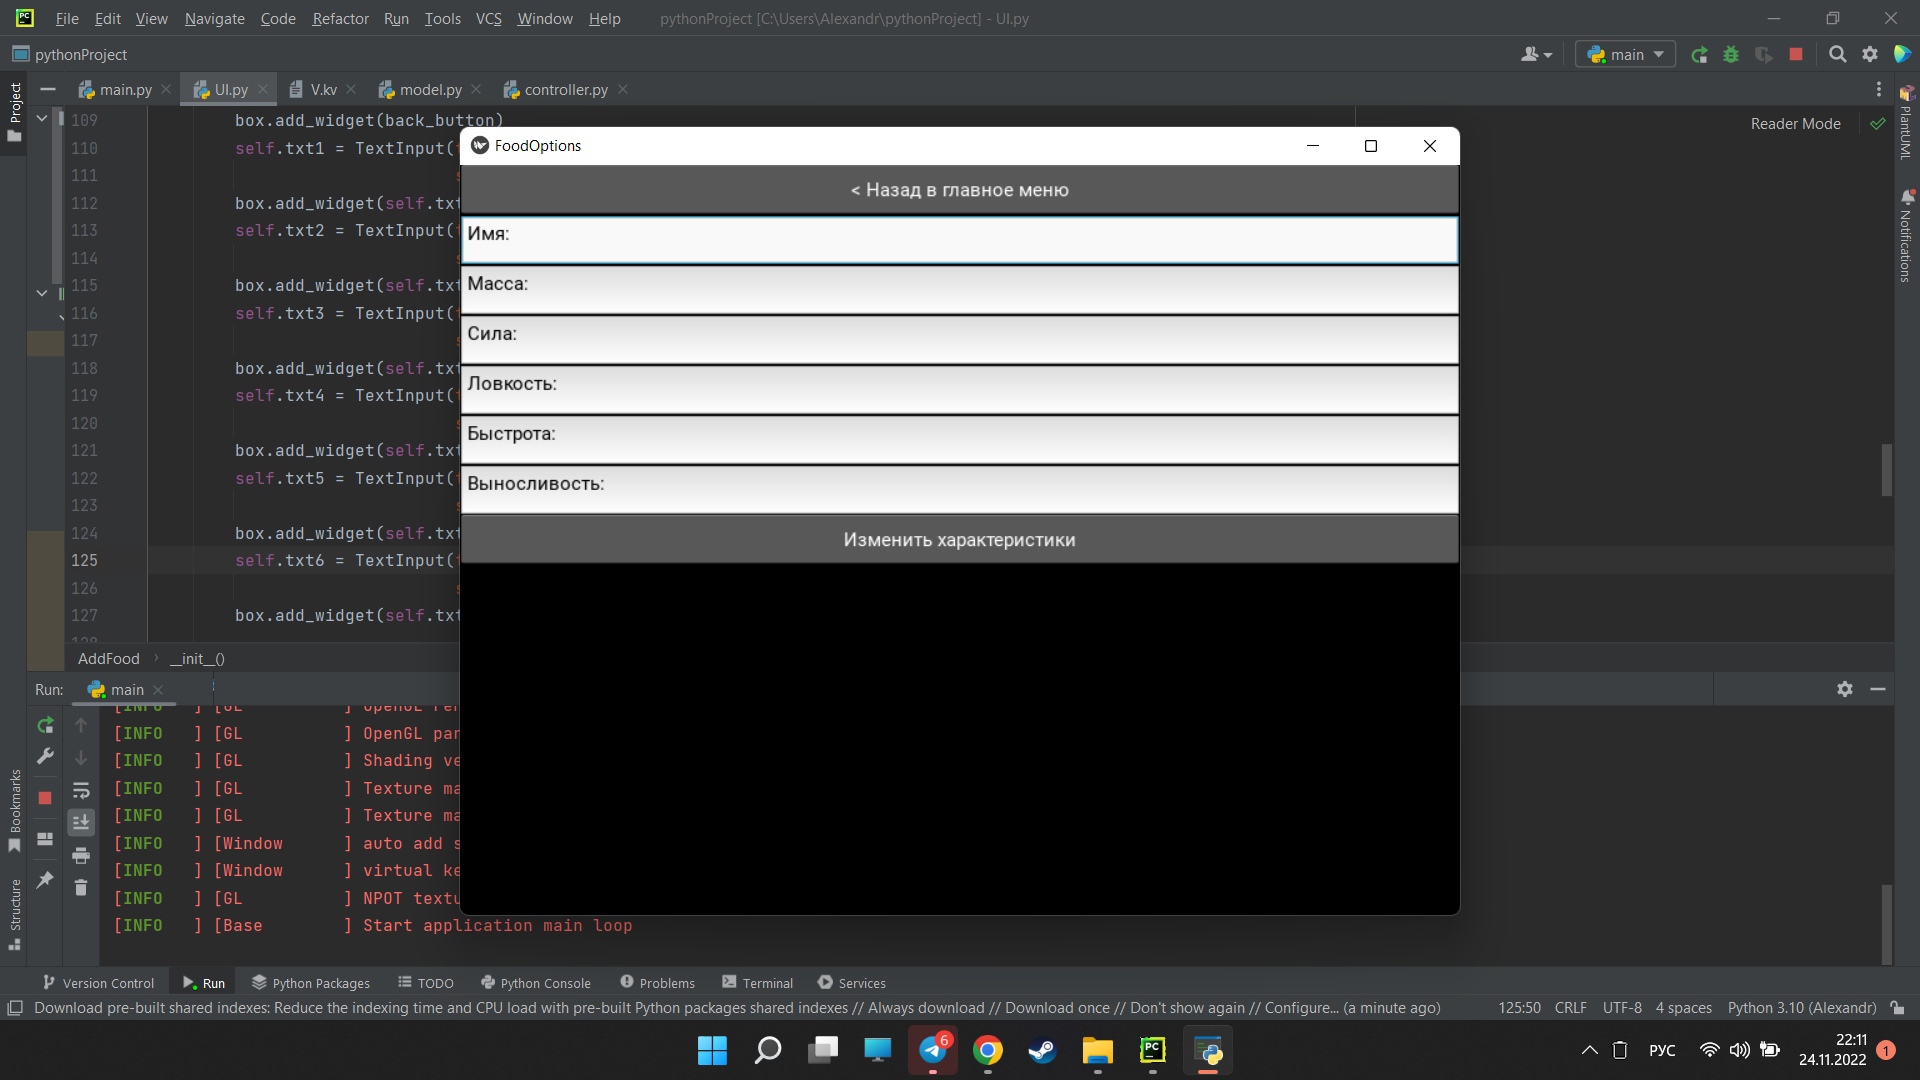 PC File Edit View Navigate Code Refactor Run Tools VCS Window Help pythonProject [C:\Users\Alexandr\pythonProject] - UI.py
pythonProject main
Project main.py UI.py V.kv model.py controller.py
Reader Mode
PlantUML
Notifications
109 box.add_widget(back_button)
110 self.txt1 = TextInput(
111
112 box.add_widget(self.txt
113 self.txt2 = TextInput(
114
115 box.add_widget(self.txt
116 self.txt3 = TextInput(
117
118 box.add_widget(self.txt
119 self.txt4 = TextInput(
120
121 box.add_widget(self.txt
122 self.txt5 = TextInput(
123
124 box.add_widget(self.txt
125 self.txt6 = TextInput(
126
127 box.add_widget(self.txt
128
FoodOptions
< Назад в главное меню
Имя:
Масса:
Сила:
Ловкость:
Быстрота:
Выносливость:
Изменить характеристики
AddFood › __init__()
Run: main
[INFO ] [GL ] OpenGL
[INFO ] [GL ] OpenGL par
[INFO ] [GL ] Shading ve
[INFO ] [GL ] Texture ma
[INFO ] [GL ] Texture ma
[INFO ] [Window ] auto add s
[INFO ] [Window ] virtual ke
[INFO ] [GL ] NPOT textu
[INFO ] [Base ] Start application main loop
Bookmarks
Structure
Version Control Run Python Packages TODO Python Console Problems Terminal Services
Download pre-built shared indexes: Reduce the indexing time and CPU load with pre-built Python packages shared indexes // Always download // Download once // Don't show again // Configure... (a minute ago) 125:50 CRLF UTF-8 4 spaces Python 3.10 (Alexandr)
6 PC РУС 22:11
24.11.2022 1